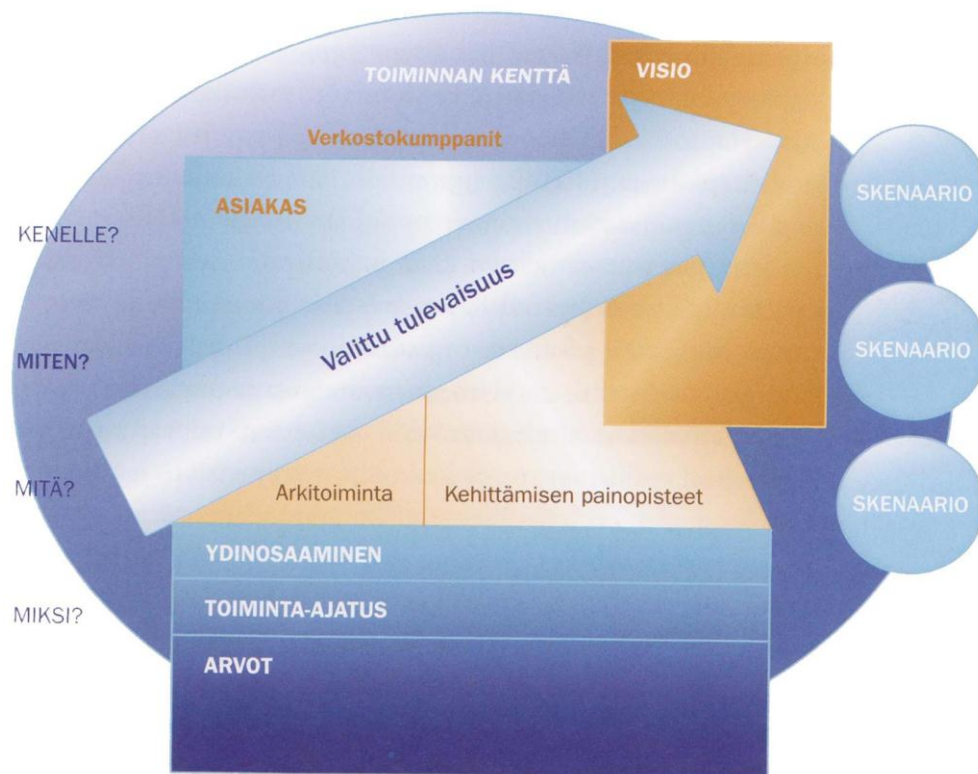 TOIMINNAN KENTTÄ
VISIO
Verkostokumppanit
ASIAKAS
SKENAARIO
KENELLE?
Valittu tulevaisuus
MITEN?
SKENAARIO
MITÄ?
Arkitoiminta
Kehittämisen painopisteet
SKENAARIO
YDINOSAAMINEN
TOIMINTA-AJATUS
MIKSI?
ARVOT